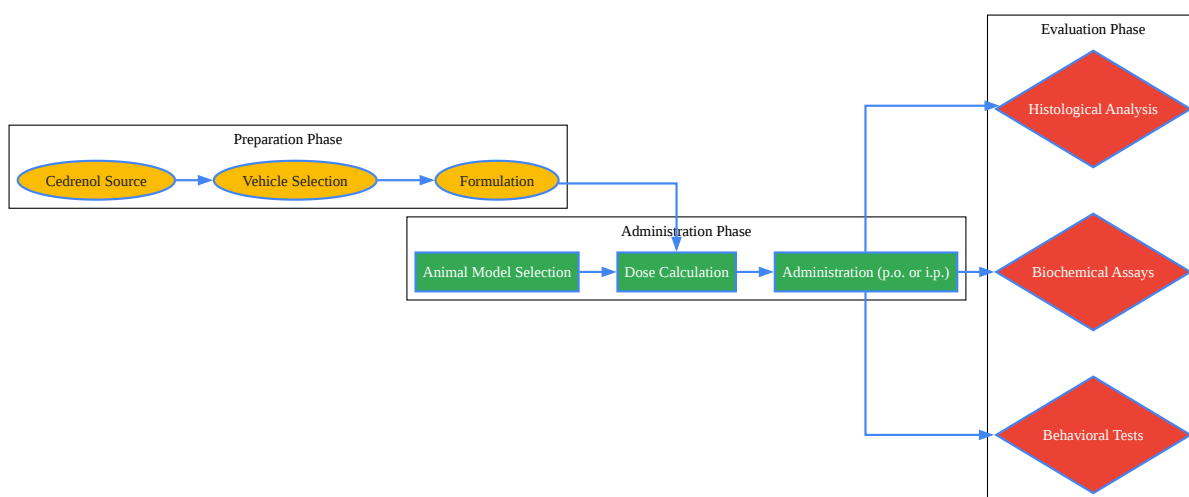 Preparation Phase
Cedrenol Source
Vehicle Selection
Formulation
Administration Phase
Animal Model Selection
Dose Calculation
Administration (p.o. or i.p.)
Evaluation Phase
Histological Analysis
Biochemical Assays
Behavioral Tests